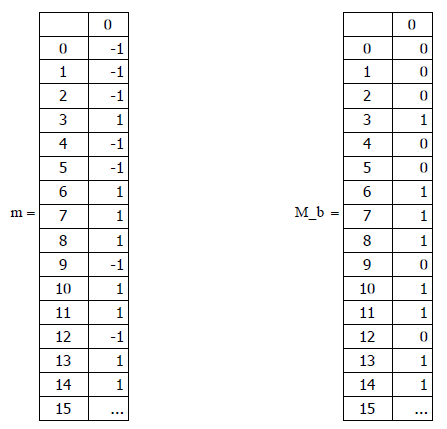 0 0
0 -1 0 0
1 -1 1 0
2 -1 2 0
3 1 3 1
4 -1 4 0
5 -1 5 0
6 1 6 1
m = 7 1 M_b = 7 1
8 1 8 1
9 -1 9 0
10 1 10 1
11 1 11 1
12 -1 12 0
13 1 13 1
14 1 14 1
15 ... 15 ...